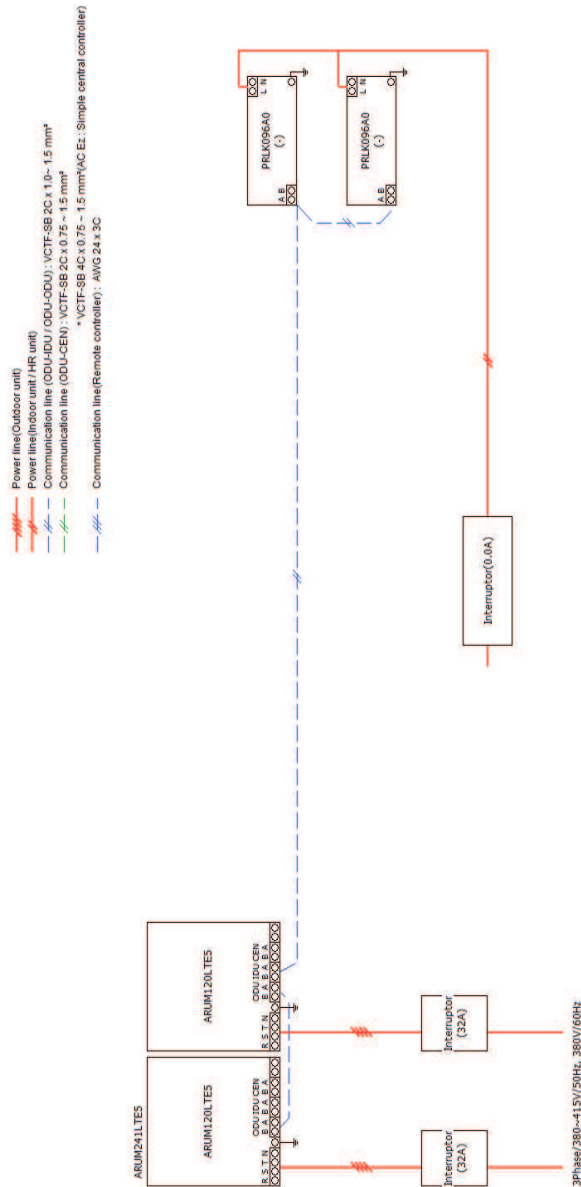 Power line(Outdoor unit)
Power line(Indoor unit / HR unit)
Communication line (ODU-IDU / ODU-ODU) : VCTF-SB 2C x 1.0~ 1.5 mm²
Communication line (ODU-CEN) : VCTF-SB 2C x 0.75 ~ 1.5 mm²
* VCTF-SB 4C x 0.75 ~ 1.5 mm²(AC Ez : Simple central controller)
Communication line(Remote controller) : AWG 24 x 3C
ARUM241LTE5
ARUM120LTE5
ODU IDU CEN
R S T N B A B A B A
ARUM120LTE5
ODU IDU CEN
R S T N B A B A B A
PRLK096A0
(-)
A B
L N
PRLK096A0
(-)
A B
L N
Interruptor
(32A)
Interruptor
(32A)
Interruptor(0.0A)
3Phase/380~415V/50Hz, 380V/60Hz